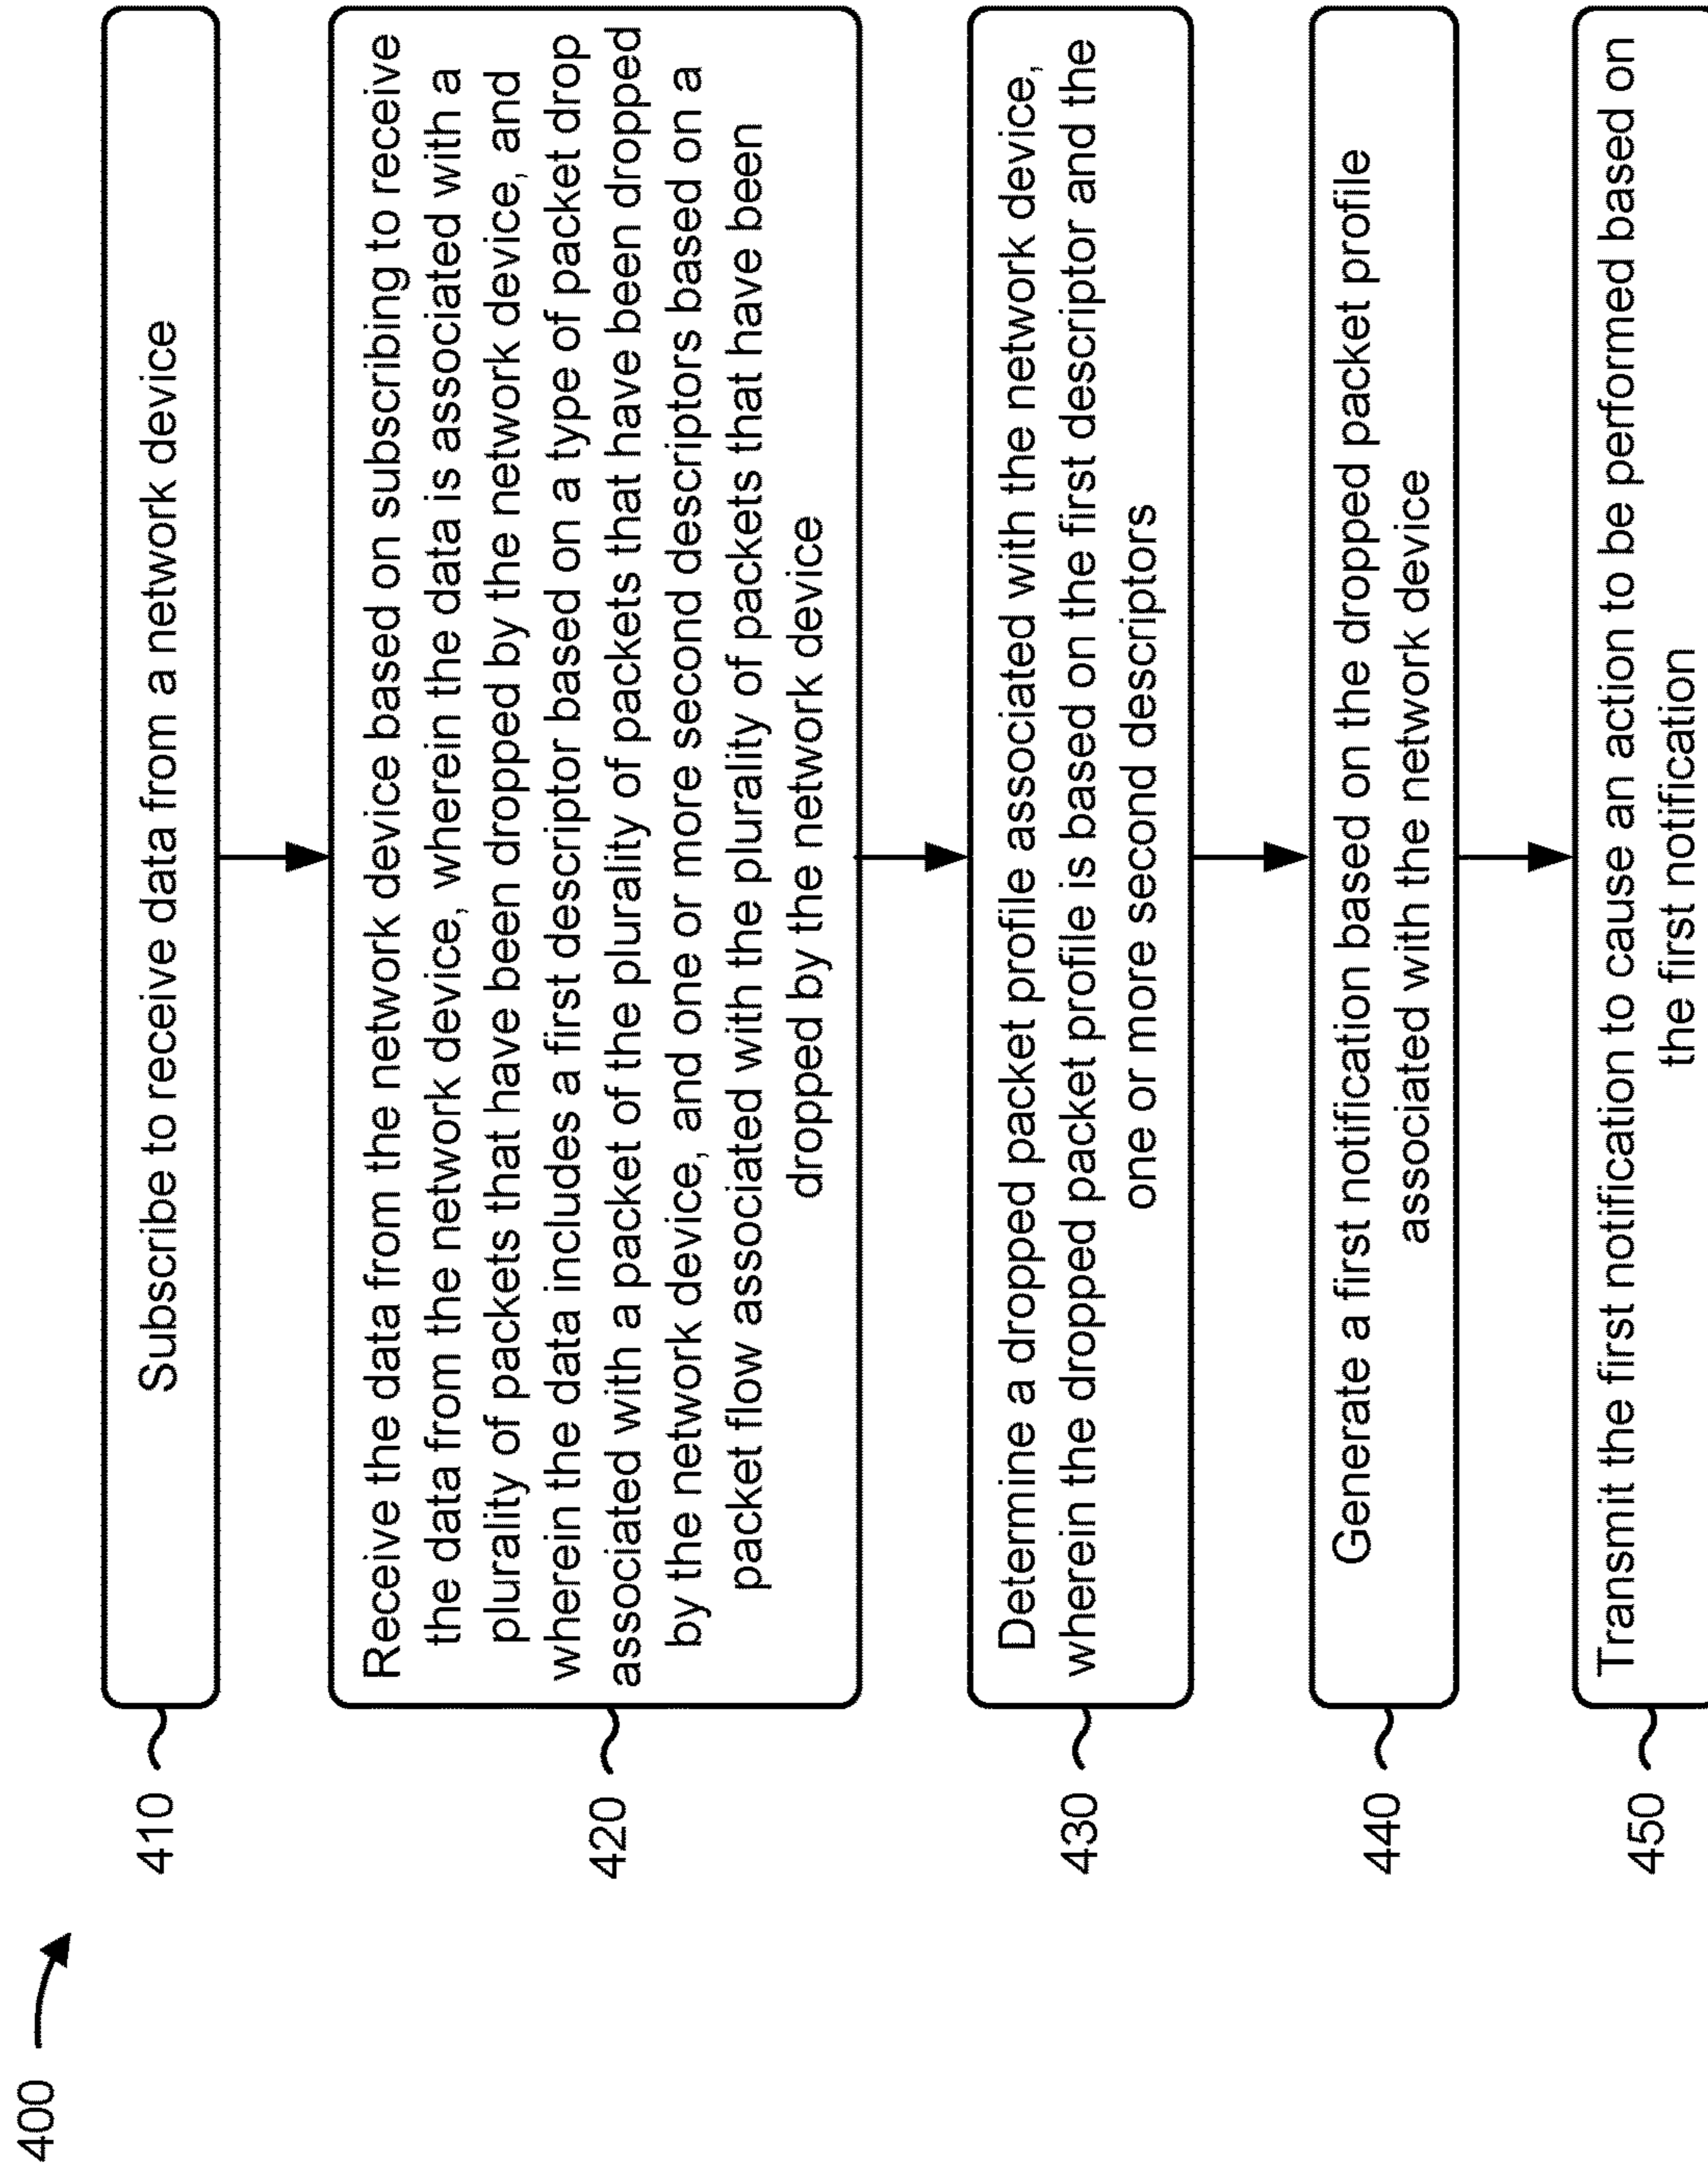 400
410
Subscribe to receive data from a network device
420
Receive the data from the network device based on subscribing to receive
the data from the network device, wherein the data is associated with a
plurality of packets that have been dropped by the network device, and
wherein the data includes a first descriptor based on a type of packet drop
associated with a packet of the plurality of packets that have been dropped
by the network device, and one or more second descriptors based on a
packet flow associated with the plurality of packets that have been
dropped by the network device
430
Determine a dropped packet profile associated with the network device,
wherein the dropped packet profile is based on the first descriptor and the
one or more second descriptors
440
Generate a first notification based on the dropped packet profile
associated with the network device
450
Transmit the first notification to cause an action to be performed based on
the first notification